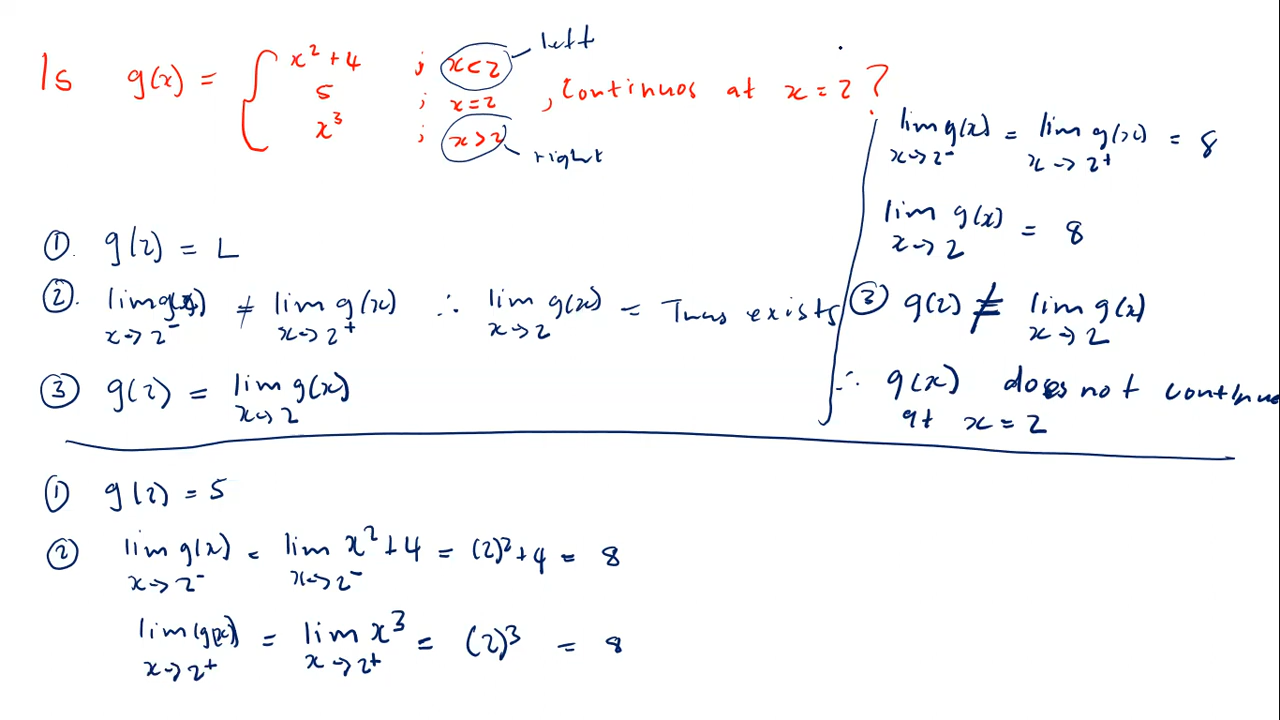 Is g(x) = { x² + 4 ; x < 2 left
5 ; x = 2 , Continuos at x = 2 ?
x³ ; x > 2 right
① g(2) = L
② lim x→2⁻ g(x) ≠ lim x→2⁺ g(x) ∴ lim x→2 g(x) =
③ g(2) = lim x→2 g(x)
① g(2) = 5
② lim x→2⁻ g(x) = lim x→2⁻ x² + 4 = (2)² + 4 = 8
lim x→2⁺ (g(x) = lim x→2⁺ x³ = (2)³ = 8
lim x→2⁻ g(x) = lim x→2⁺ g(x) = 8
lim x→2 g(x) = 8
③ g(2) ≠ lim x→2 g(x)
∴ g(x) does not continue
at x = 2